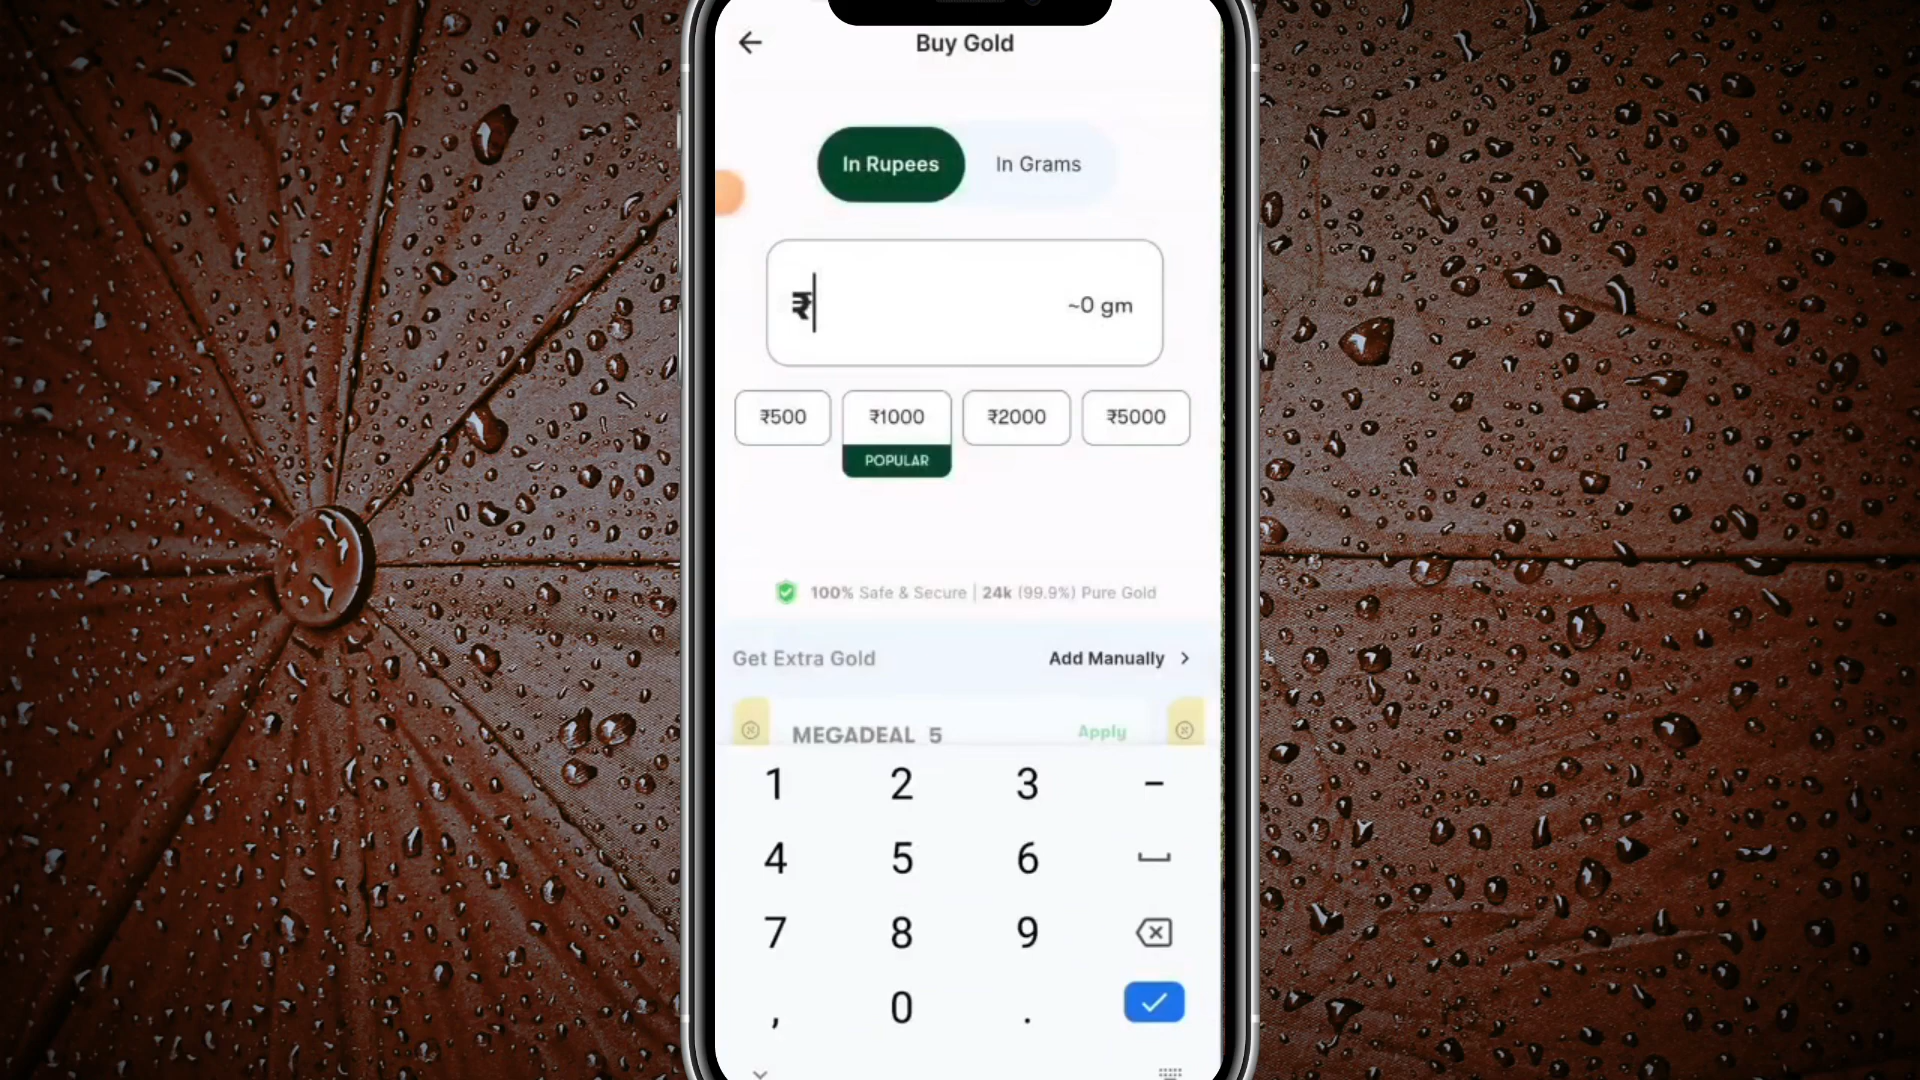 Buy Gold
In Rupees In Grams
₹ ~0 gm
₹500 ₹1000 ₹2000 ₹5000
POPULAR
100% Safe & Secure | 24k (99.9%) Pure Gold
Get Extra Gold Add Manually >
MEGADEAL 5 Apply
1 2 3 −
4 5 6
7 8 9
, 0 .